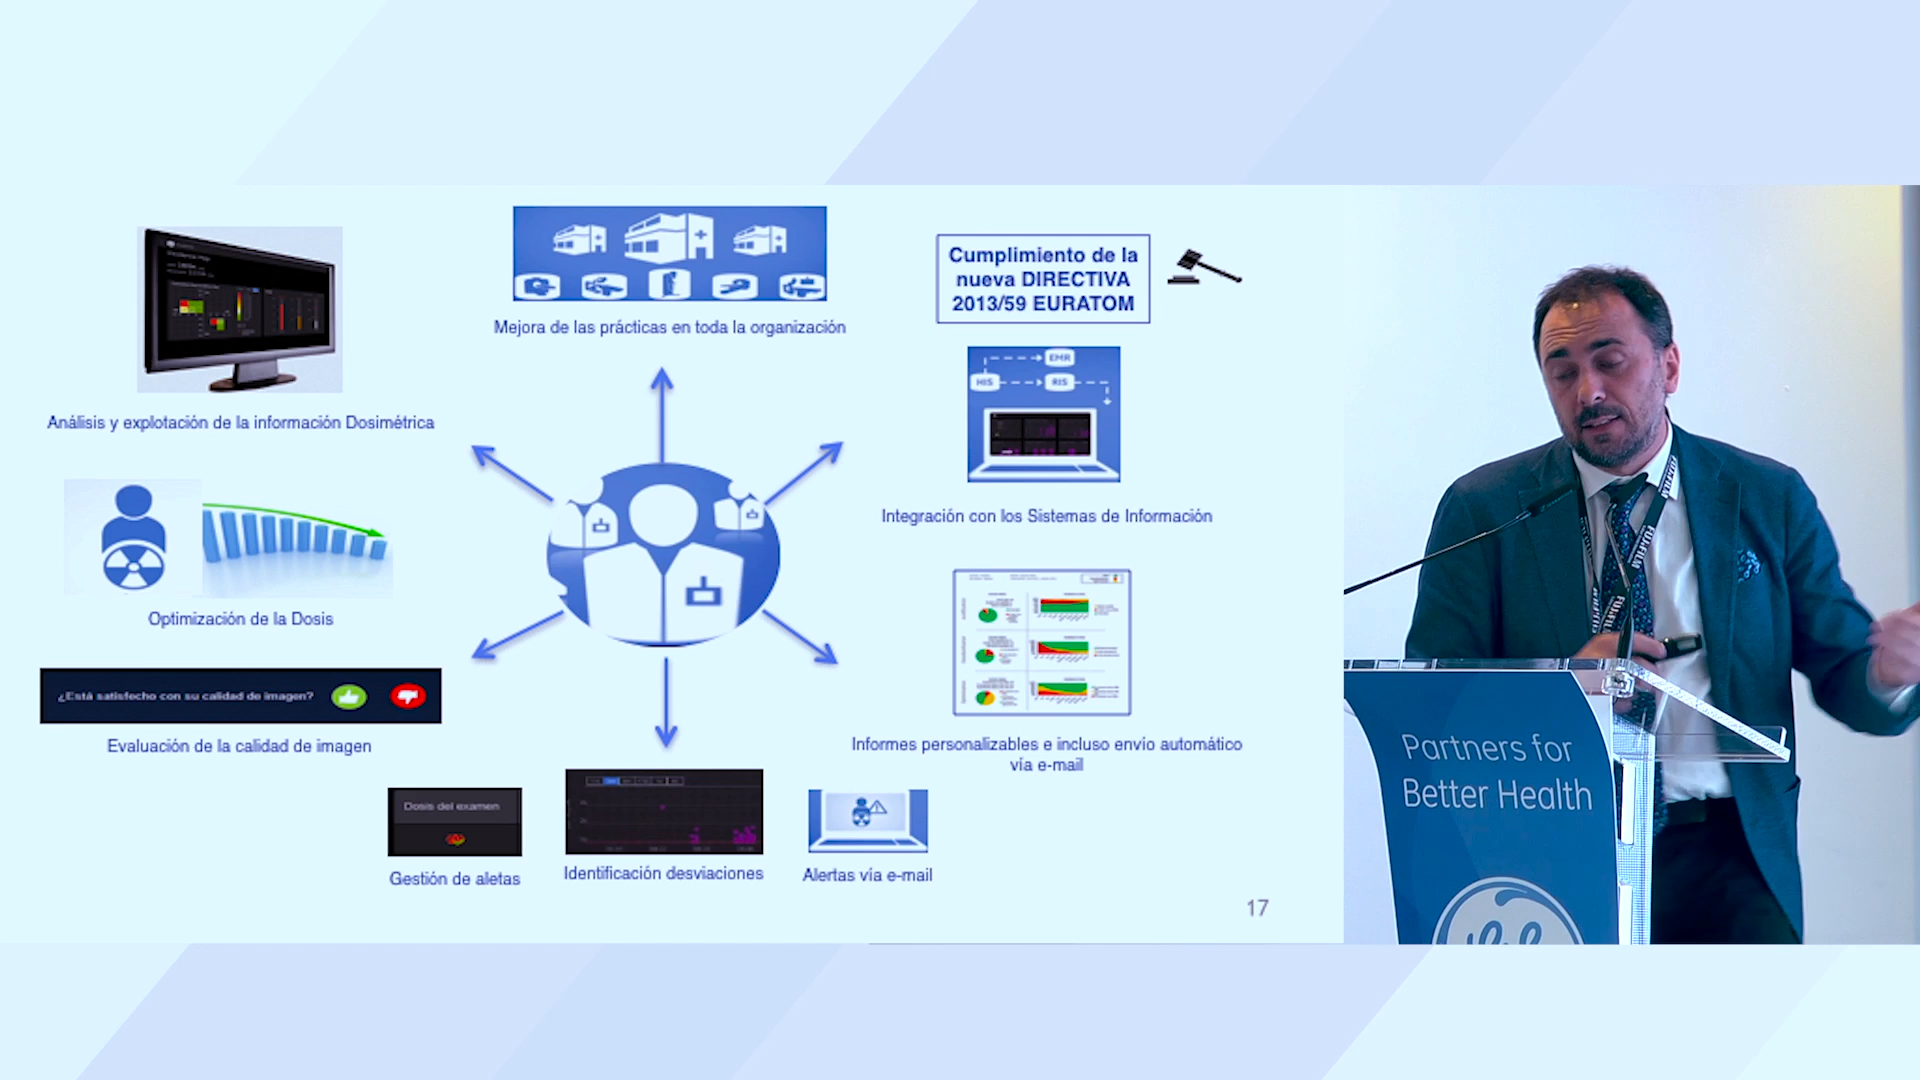 Mejora de las prácticas en toda la organización
Cumplimiento de la
nueva DIRECTIVA
2013/59 EURATOM
Análisis y explotación de la información Dosimétrica
EMR
HIS
RIS
Integración con los Sistemas de Información
Optimización de la Dosis
¿Está satisfecho con su calidad de imagen?
Evaluación de la calidad de imagen
Informes personalizables e incluso envío automático
vía e-mail
Dosis del examen
Gestión de aletas
Identificación desviaciones
Alertas vía e-mail
17
FUJIFILM
FUJIFILM
Partners for
Better Health